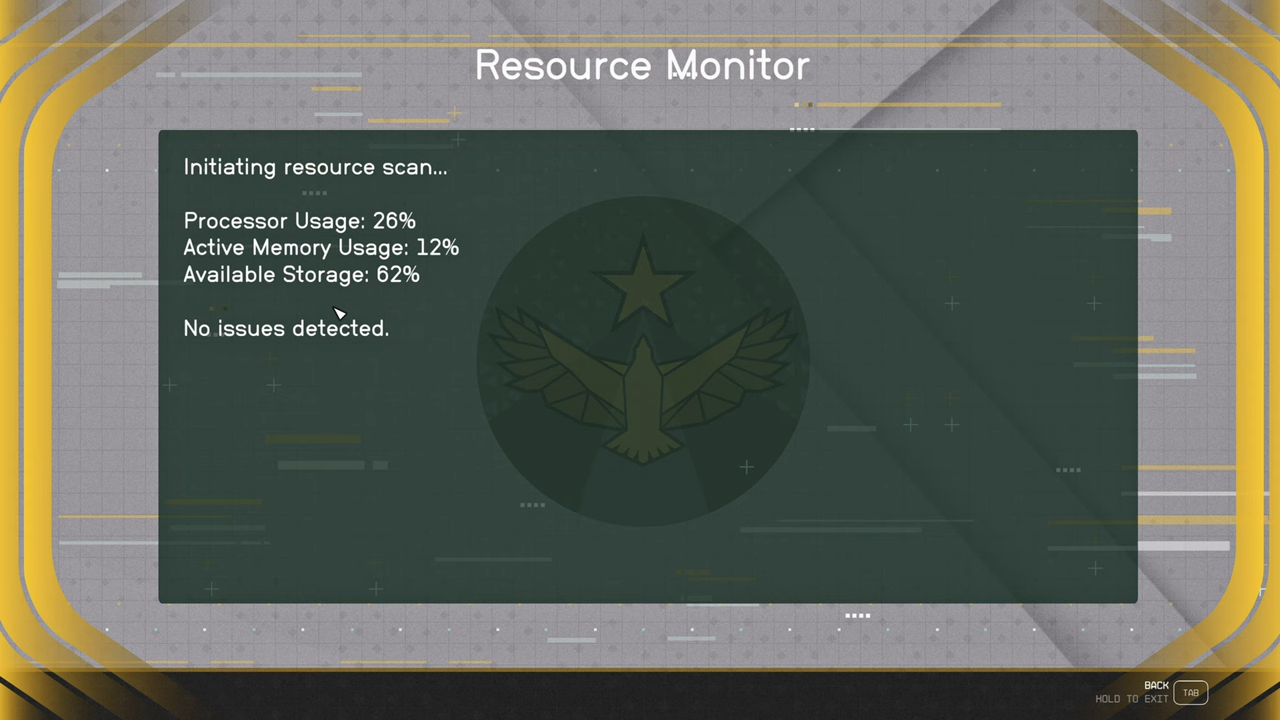 Resource Monitor
Initiating resource scan...
Processor Usage: 26%
Active Memory Usage: 12%
Available Storage: 62%
No issues detected.
BACK
HOLD TO EXIT
TAB